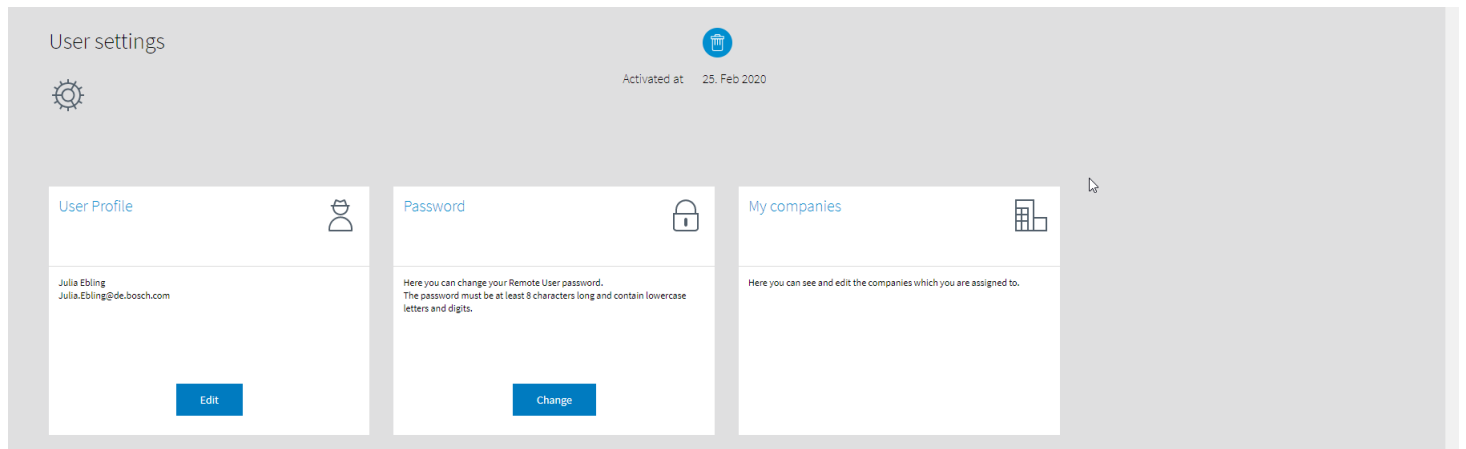 User settings
Activated at 25. Feb 2020
User Profile
Julia Ebling
Julia.Ebling@de.bosch.com
Edit
Password
Here you can change your Remote User password.
The password must be at least 8 characters long and contain lowercase
letters and digits.
Change
My companies
Here you can see and edit the companies which you are assigned to.